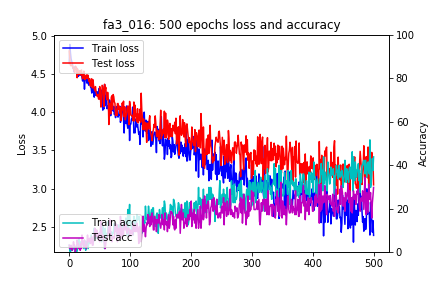 fa3_016: 500 epochs loss and accuracy
5.0
4.5
4.0
3.5
3.0
2.5
Loss
Train loss
Test loss
Train acc
Test acc
100
80
60
40
20
0
Accuracy
0 100 200 300 400 500